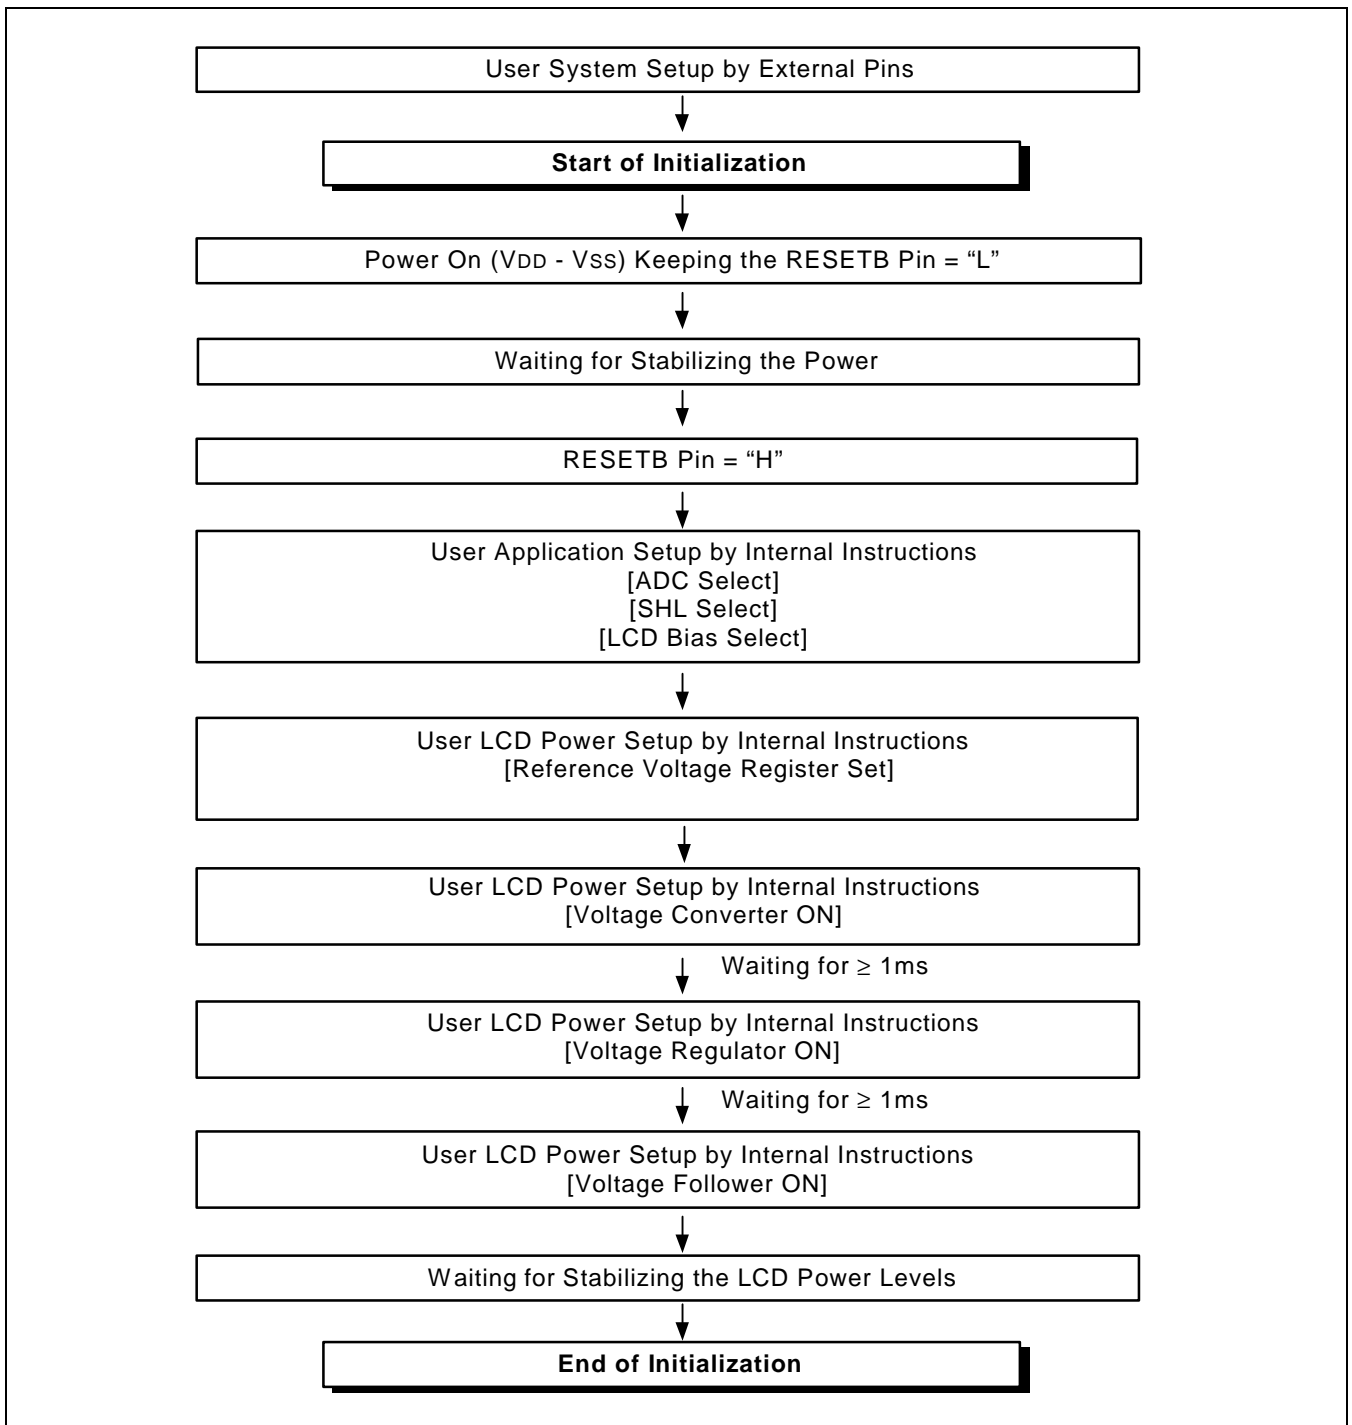 User System Setup by External Pins
Start of Initialization
Power On (VDD - VSS) Keeping the RESETB Pin = “L”
Waiting for Stabilizing the Power
RESETB Pin = “H”
User Application Setup by Internal Instructions
[ADC Select]
[SHL Select]
[LCD Bias Select]
User LCD Power Setup by Internal Instructions
[Reference Voltage Register Set]
User LCD Power Setup by Internal Instructions
[Voltage Converter ON]
Waiting for ≥ 1ms
User LCD Power Setup by Internal Instructions
[Voltage Regulator ON]
Waiting for ≥ 1ms
User LCD Power Setup by Internal Instructions
[Voltage Follower ON]
Waiting for Stabilizing the LCD Power Levels
End of Initialization